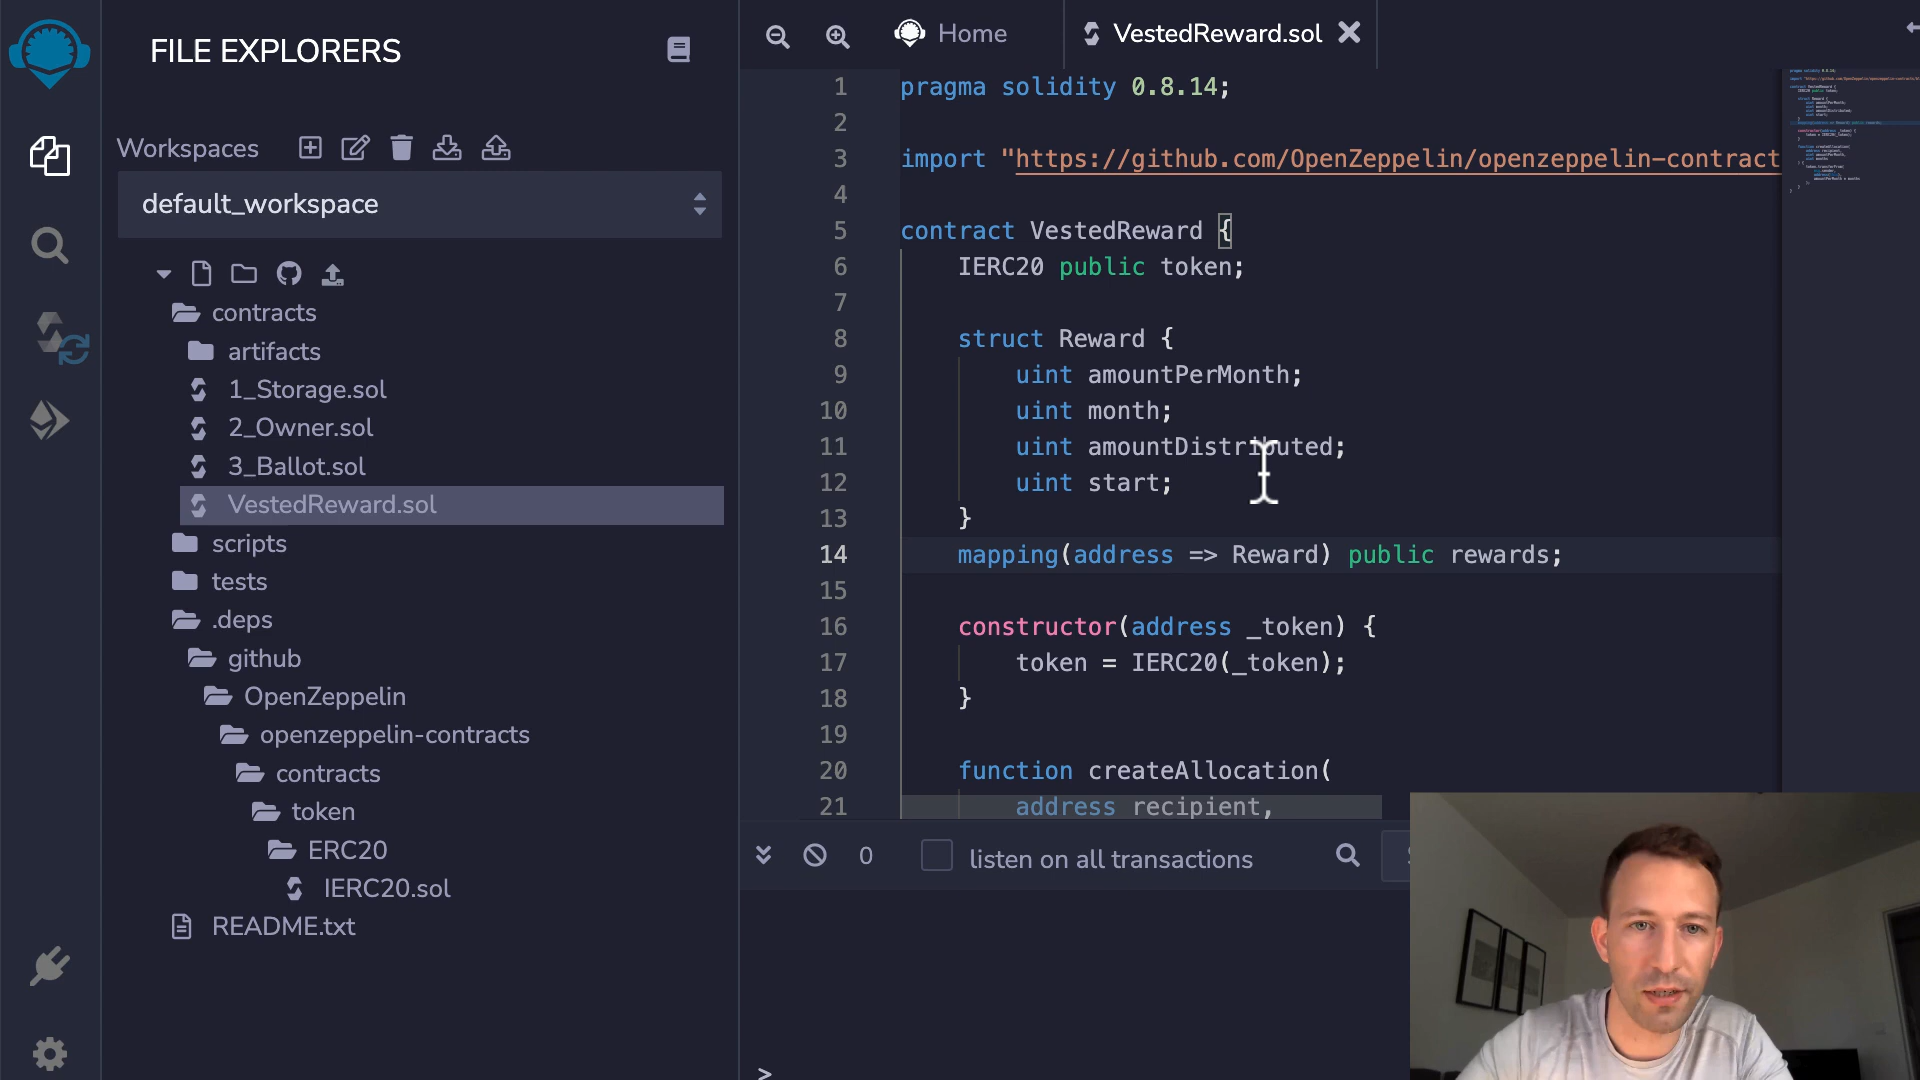 FILE EXPLORERS
Workspaces
default_workspace
contracts
artifacts
1_Storage.sol
2_Owner.sol
3_Ballot.sol
VestedReward.sol
scripts
tests
.deps
github
OpenZeppelin
openzeppelin-contracts
contracts
token
ERC20
IERC20.sol
README.txt
Home
VestedReward.sol
1 pragma solidity 0.8.14;
2
3 import "https://github.com/OpenZeppelin/openzeppelin-contract
4
5 contract VestedReward {
6 IERC20 public token;
7
8 struct Reward {
9 uint amountPerMonth;
10 uint month;
11 uint amountDistributed;
12 uint start;
13 }
14 mapping(address => Reward) public rewards;
15
16 constructor(address _token) {
17 token = IERC20(_token);
18 }
19
20 function createAllocation(
21 address recipient,
0
listen on all transactions
>